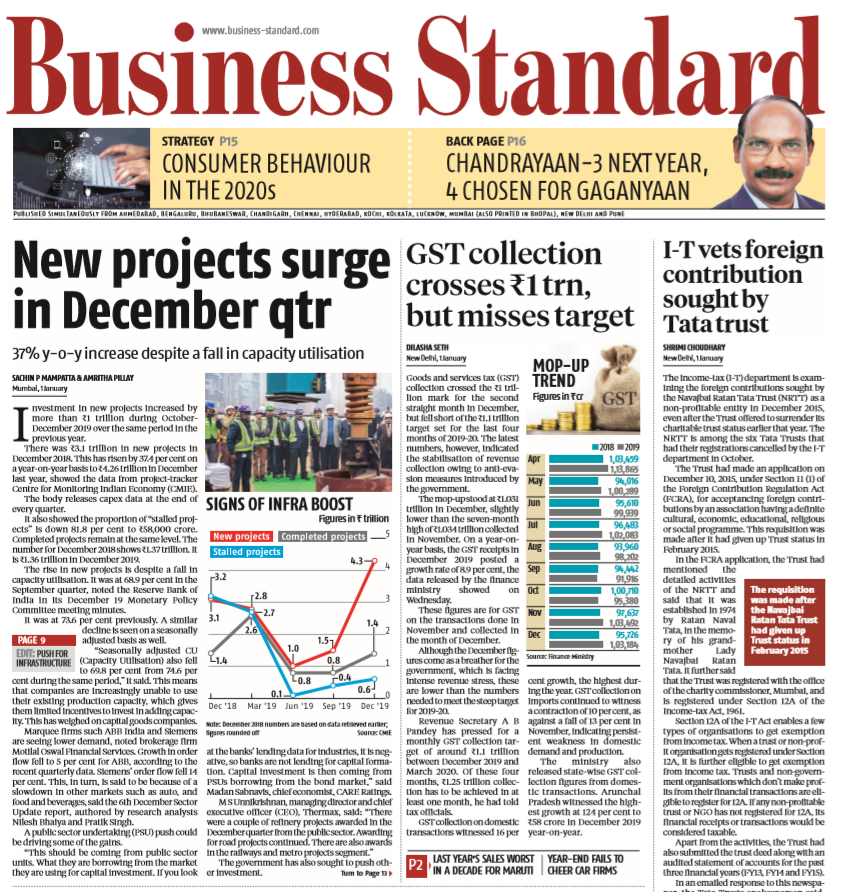 www.business-standard.com
Business Standard
STRATEGY P15
CONSUMER BEHAVIOUR
IN THE 2020s
BACK PAGE P16
CHANDRAYAAN-3 NEXT YEAR,
4 CHOSEN FOR GAGANYAAN
PUBLISHED SIMULTANEOUSLY FROM AHMEDABAD, BENGALURU, BHUBANESWAR, CHANDIGARH, CHENNAI, HYDERABAD, KOCHI, KOLKATA, LUCKNOW, MUMBAI (ALSO PRINTED IN BHOPAL), NEW DELHI AND PUNE
New projects surge
in December qtr
37% y-o-y increase despite a fall in capacity utilisation
SACHIN P MAMPATTA & AMRITHA PILLAY
Mumbai, 1 January
Investment in new projects increased by
more than ₹1 trillion during October-
December 2019 over the same period in the
previous year.
There was ₹3.1 trillion in new projects in
December 2018. This has risen by 37.4 per cent on
a year-on-year basis to ₹4.26 trillion in December
last year, showed the data from project-tracker
Centre for Monitoring Indian Economy (CMIE).
The body releases capex data at the end of
every quarter.
It also showed the proportion of "stalled proj-
ects" is down 81.8 per cent to ₹58,000 crore.
Completed projects remain at the same level. The
number for December 2018 shows ₹1.37 trillion. It
is ₹1.36 trillion in December 2019.
The rise in new projects is despite a fall in
capacity utilisation. It was at 68.9 per cent in the
September quarter, noted the Reserve Bank of
India in its December 19 Monetary Policy
Committee meeting minutes.
It was at 73.6 per cent previously. A similar
decline is seen on a seasonally
adjusted basis as well.
PAGE 9
EDIT: PUSH FOR
INFRASTRUCTURE
"Seasonally adjusted CU
(Capacity Utilisation) also fell
to 69.8 per cent from 74.6 per
cent during the same period," it said. This means
that companies are increasingly unable to use
their existing production capacity, which gives
them limited incentives to invest in adding capac-
ity. This has weighed on capital goods companies.
Marquee firms such ABB India and Siemens
are seeing lower demand, noted brokerage firm
Motilal Oswal Financial Services. Growth in order
flow fell to 5 per cent for ABB, according to the
recent quarterly data. Siemens' order flow fell 14
per cent. This, in turn, is said to be because of a
slowdown in other markets such as auto, and
food and beverages, said the 6th December Sector
Update report, authored by research analysts
Nilesh Bhaiya and Pratik Singh.
A public sector undertaking (PSU) push could
be driving some of the gains.
"This should be coming from public sector
units. What they are borrowing from the market
they are using for capital investment. If you look
SIGNS OF INFRA BOOST
Figures in ₹ trillion
New projects
Completed projects
Stalled projects
5
4
3
2
1
0
3.2
3.1
1.4
2.8
2.7
2.6
1.0
0.8
0.1
1.5
0.8
0.4
4.3
1.4
0.6
Dec '18 Mar '19 Jun '19 Sep '19 Dec '19
Note: December 2018 numbers are based on data retrieved earlier;
figures rounded off
Source: CMIE
at the banks' lending data for industries, it is neg-
ative, so banks are not lending for capital forma-
tion. Capital investment is then coming from
PSUs borrowing from the bond market," said
Madan Sabnavis, chief economist, CARE Ratings.
M S Unnikrishnan, managing director and chief
executive officer (CEO), Thermax, said: "There
were a couple of refinery projects awarded in the
December quarter from the public sector. Awarding
for road projects continued. There are also awards
in the railways and metro projects segment."
The government has also sought to push oth-
er investment.
Turn to Page 13
GST collection
crosses ₹1 trn,
but misses target
DILASHA SETH
New Delhi, 1 January
Goods and services tax (GST)
collection crossed the ₹1 tril-
lion mark for the second
straight month in December,
but fell short of the ₹1.1 trillion
target set for the last four
months of 2019-20. The latest
numbers, however, indicated
the stabilisation of revenue
collection owing to anti-eva-
sion measures introduced by
the government.
The mop-up stood at ₹1.031
trillion in December, slightly
lower than the seven-month
high of ₹1.034 trillion collected
in November. On a year-on-
year basis, the GST receipts in
December 2019 posted a
growth rate of 8.9 per cent, the
data released by the finance
ministry showed on
Wednesday.
These figures are for GST
on the transactions done in
November and collected in
the month of December.
Although the December fig-
ures come as a breather for the
government, which is facing
intense revenue stress, these
are lower than the numbers
needed to meet the steep target
for 2019-20.
Revenue Secretary A B
Pandey has pressed for a
monthly GST collection tar-
get of around ₹1.1 trillion
between December 2019 and
March 2020. Of these four
months, ₹1.25 trillion collec-
tion has to be achieved in at
least one month, he had told
tax officials.
GST collection on domestic
transactions witnessed 16 per
MOP-UP
TREND
Figures in ₹cr
GST
2018 2019
Apr 1,03,459
1,13,865
May 94,016
1,00,289
Jun 95,610
99,939
Jul 96,483
1,02,083
Aug 93,960
98,202
Sep 94,442
91,916
Oct 1,00,710
95,380
Nov 97,637
1,03,492
Dec 95,726
1,03,184
Source: Finance Ministry
cent growth, the highest dur-
ing the year. GST collection on
imports continued to witness
a contraction of 10 per cent, as
against a fall of 13 per cent in
November, indicating persist-
ent weakness in domestic
demand and production.
The ministry also
released state-wise GST col-
lection figures from domes-
tic transactions. Arunchal
Pradesh witnessed the high-
est growth at 124 per cent to
₹58 crore in December 2019
year-on-year.
P2
LAST YEAR'S SALES WORST
IN A DECADE FOR MARUTI
YEAR-END FAILS TO
CHEER CAR FIRMS
I-T vets foreign
contribution
sought by
Tata trust
SHRIMI CHOUDHARY
New Delhi, 1 January
The income-tax (I-T) department is exam-
ining the foreign contributions sought by
the Navajbai Ratan Tata Trust (NRTT) as a
non-profitable entity in December 2015,
even after the Trust offered to surrender its
charitable trust status earlier that year. The
NRTT is among the six Tata Trusts that
had their registrations cancelled by the I-T
department in October.
The Trust had made an application on
December 10, 2015, under Section 11 (1) of
the Foreign Contribution Regulation Act
(FCRA), for acceptancing foreign contri-
butions by an association having a definite
cultural, economic, educational, religious
or social programme. This requisition was
made after it had given up Trust status in
February 2015.
In the FCRA application, the Trust had
mentioned the
detailed activities
of the NRTT and
said that it was
established in 1974
by Ratan Naval
Tata, in the memo-
ry of his grand-
mother Lady
Navajbai Ratan
Tata. It further said
The requisition
was made after
the Navajbai
Ratan Tata Trust
had given up
Trust status in
February 2015
that the Trust was registered with the office
of the charity commissioner, Mumbai, and
is registered under Section 12A of the
Income-tax Act, 1961.
Section 12A of the I-T Act enables a few
types of organisations to get exemption
from income tax. When a trust or non-prof-
it organisation gets registered under Section
12A, it is further eligible to get exemption
from income tax. Trusts and non-govern-
ment organisations which don't make prof-
its from their financial transactions are eli-
gible to register for 12A. If any non-profitable
trust or NGO has not registered for 12A, its
financial receipts or transactions would be
considered taxable.
Apart from the activities, the Trust had
also submitted the trust deed along with an
audited statement of accounts for the past
three financial years (FY13, FY14 and FY15).
In an emailed response to this newspa-